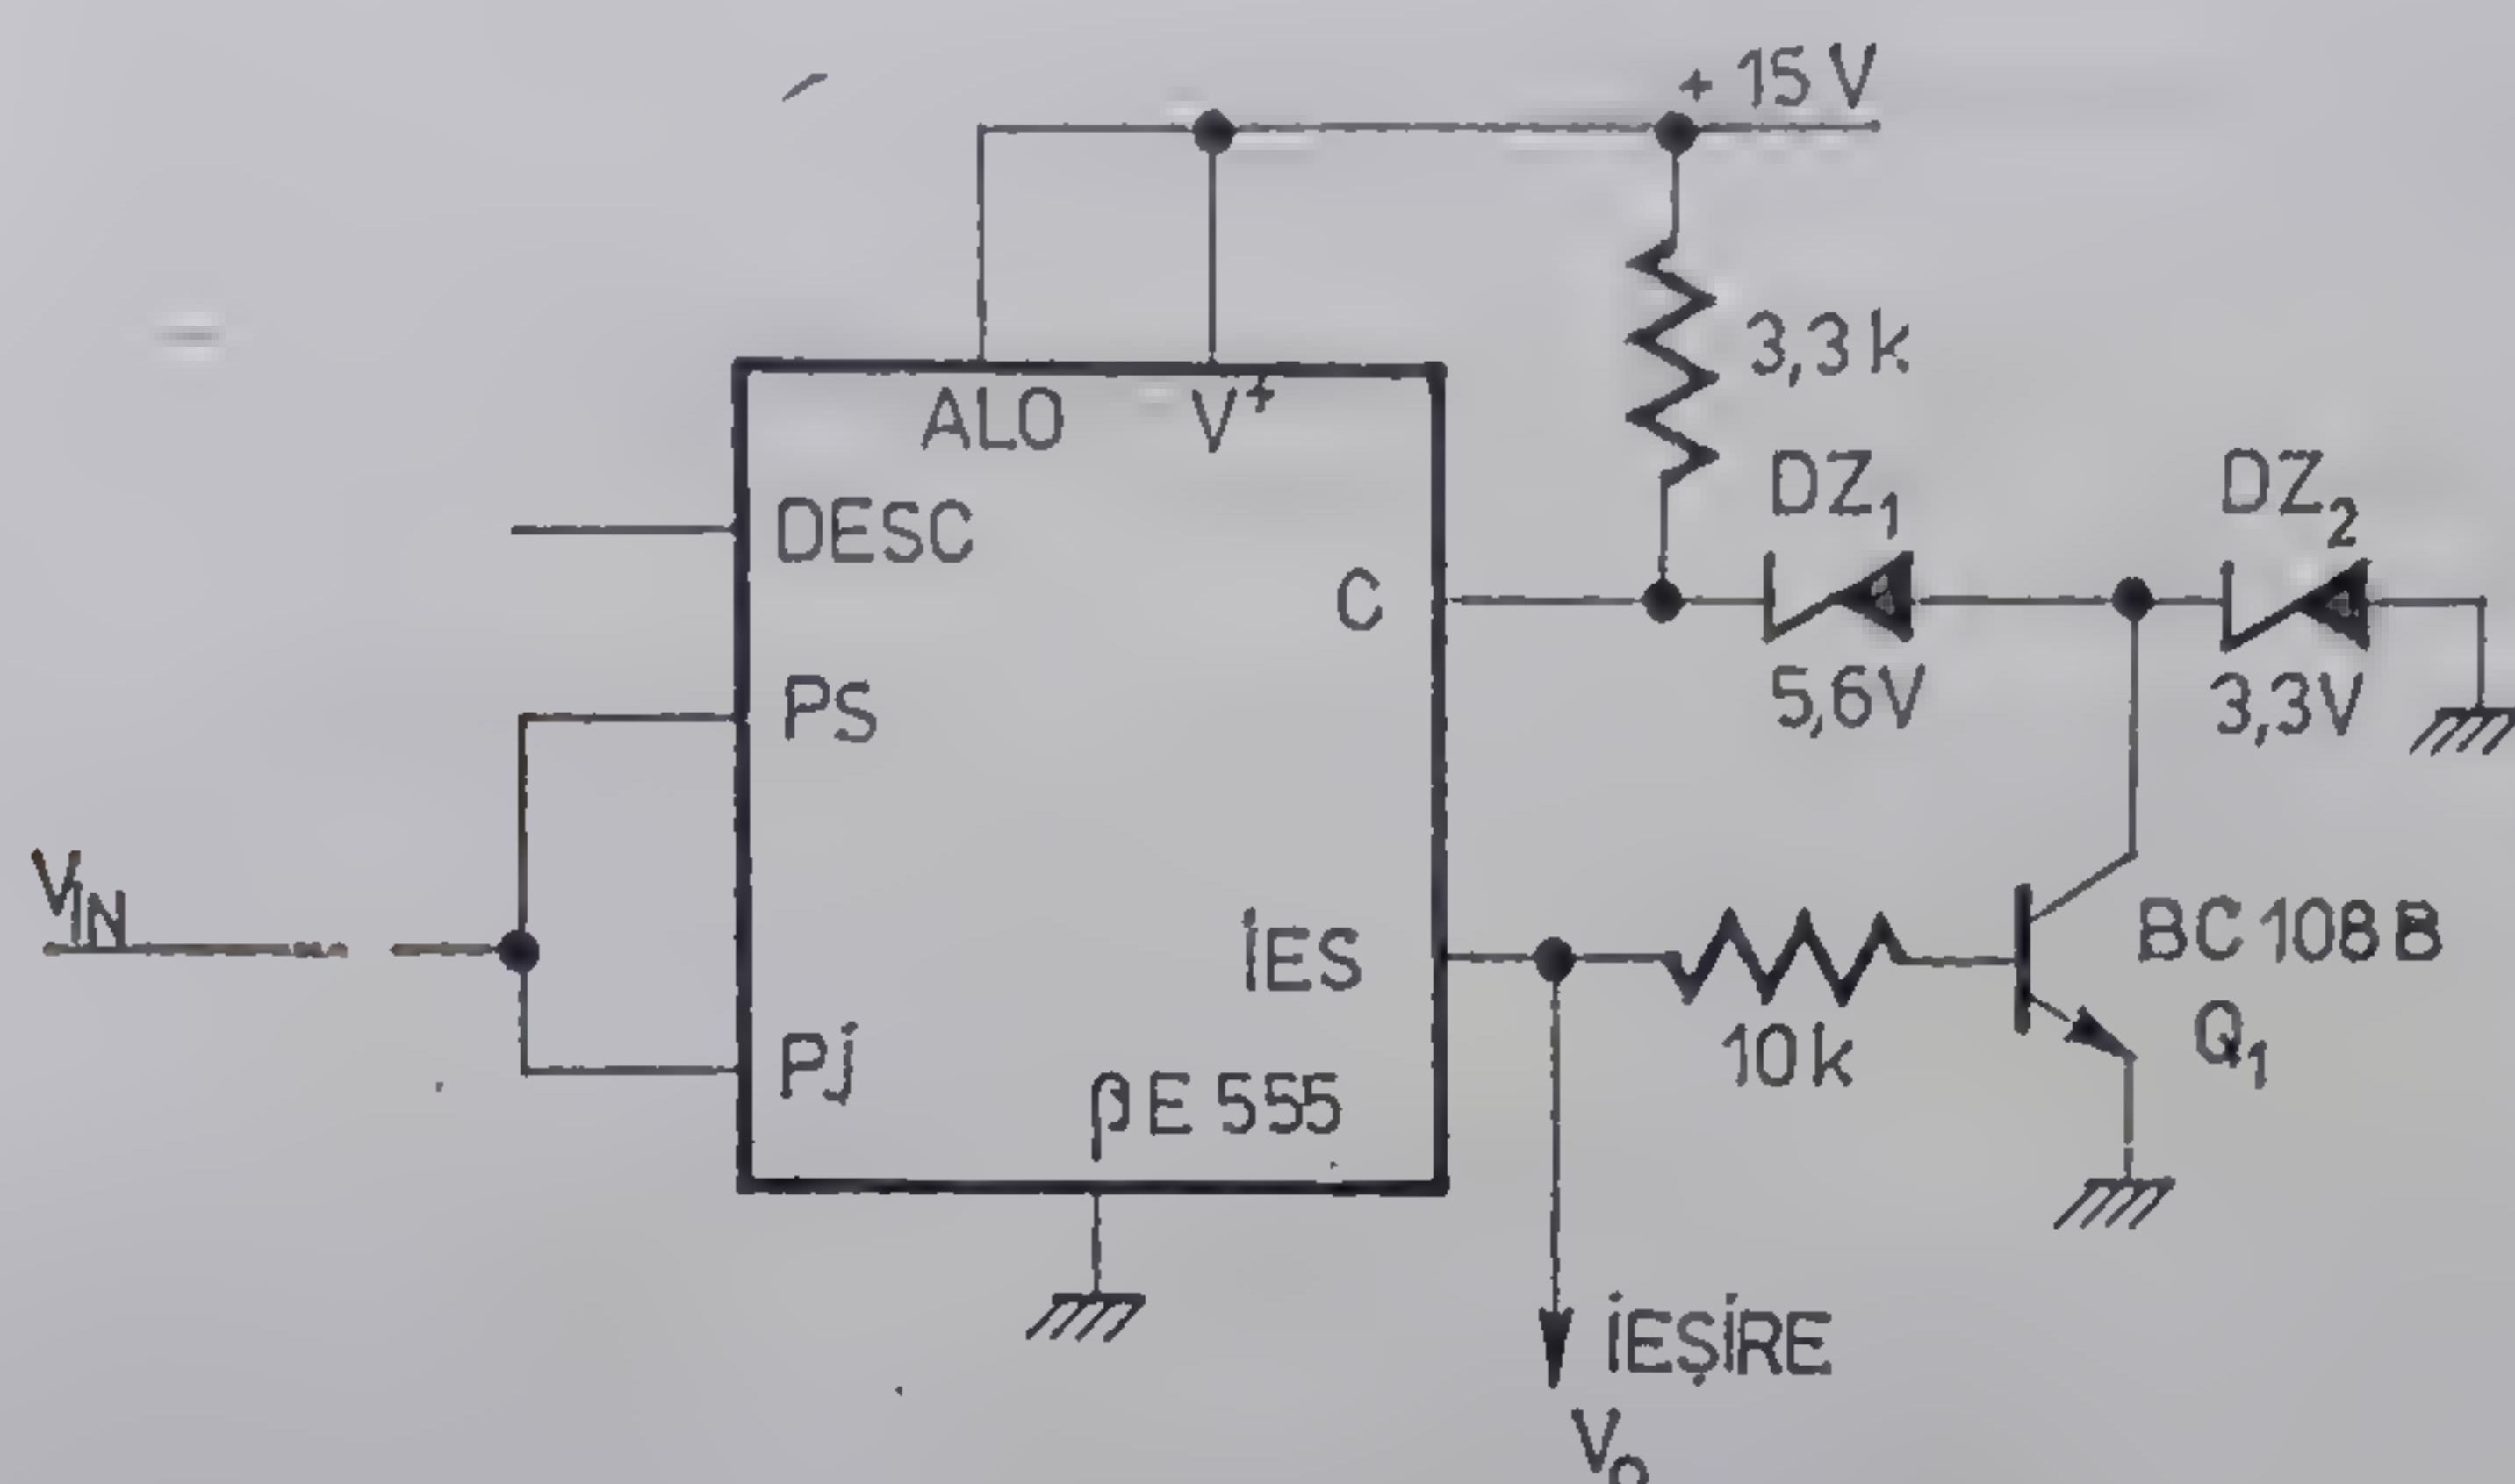 + 15 V
3,3 k
ALO V⁺
DESC
DZ₁ DZ₂
C
5,6V 3,3V
PS
VIN
İES
BC 108 B
Q₁
10 k
Pj
βE 555
İEŞİRE
Vo